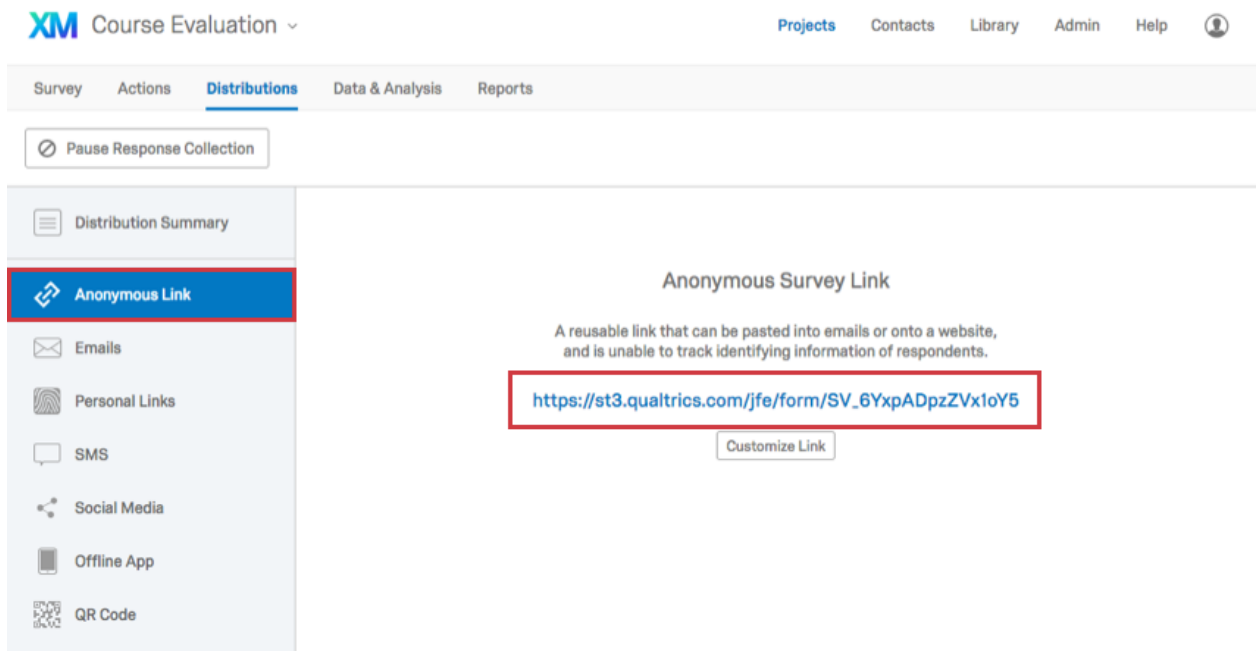 XM Course Evaluation
Projects Contacts Library Admin Help
Survey Actions Distributions Data & Analysis Reports
Pause Response Collection
Distribution Summary
Anonymous Link
Emails
Personal Links
SMS
Social Media
Offline App
QR Code
Anonymous Survey Link
A reusable link that can be pasted into emails or onto a website,
and is unable to track identifying information of respondents.
https://st3.qualtrics.com/jfe/form/SV_6YxpADpzZVx1oY5
Customize Link